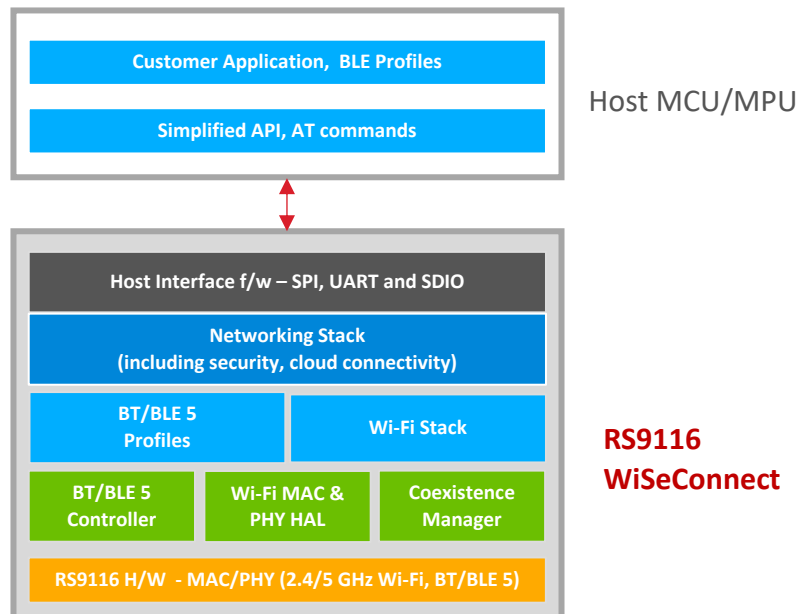 Customer Application, BLE Profiles
Simplified API, AT commands
Host MCU/MPU
Host Interface f/w – SPI, UART and SDIO
Networking Stack
(including security, cloud connectivity)
BT/BLE 5
Profiles
Wi-Fi Stack
RS9116
WiSeConnect
BT/BLE 5
Controller
Wi-Fi MAC &
PHY HAL
Coexistence
Manager
RS9116 H/W - MAC/PHY (2.4/5 GHz Wi-Fi, BT/BLE 5)